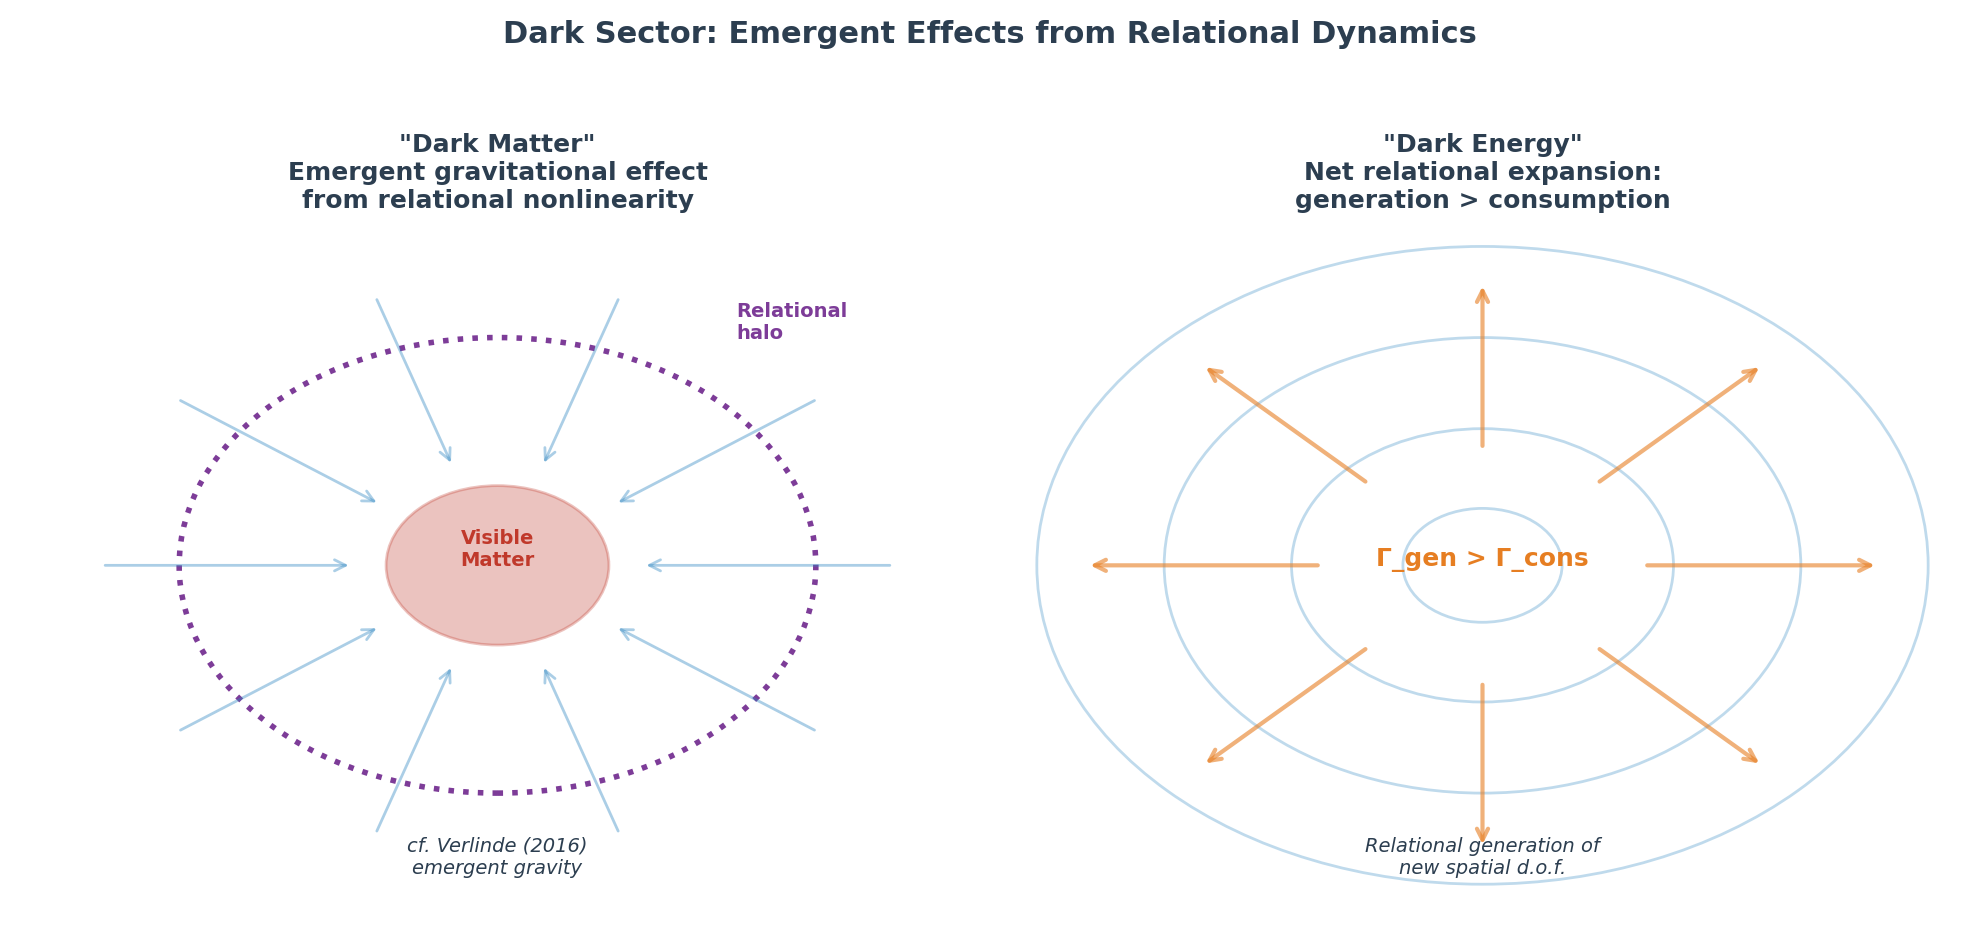 Dark Sector: Emergent Effects from Relational Dynamics
"Dark Matter"
Emergent gravitational effect
from relational nonlinearity
Relational
halo
Visible
Matter
cf. Verlinde (2016)
emergent gravity
"Dark Energy"
Net relational expansion:
generation > consumption
Γ_gen > Γ_cons
Relational generation of
new spatial d.o.f.